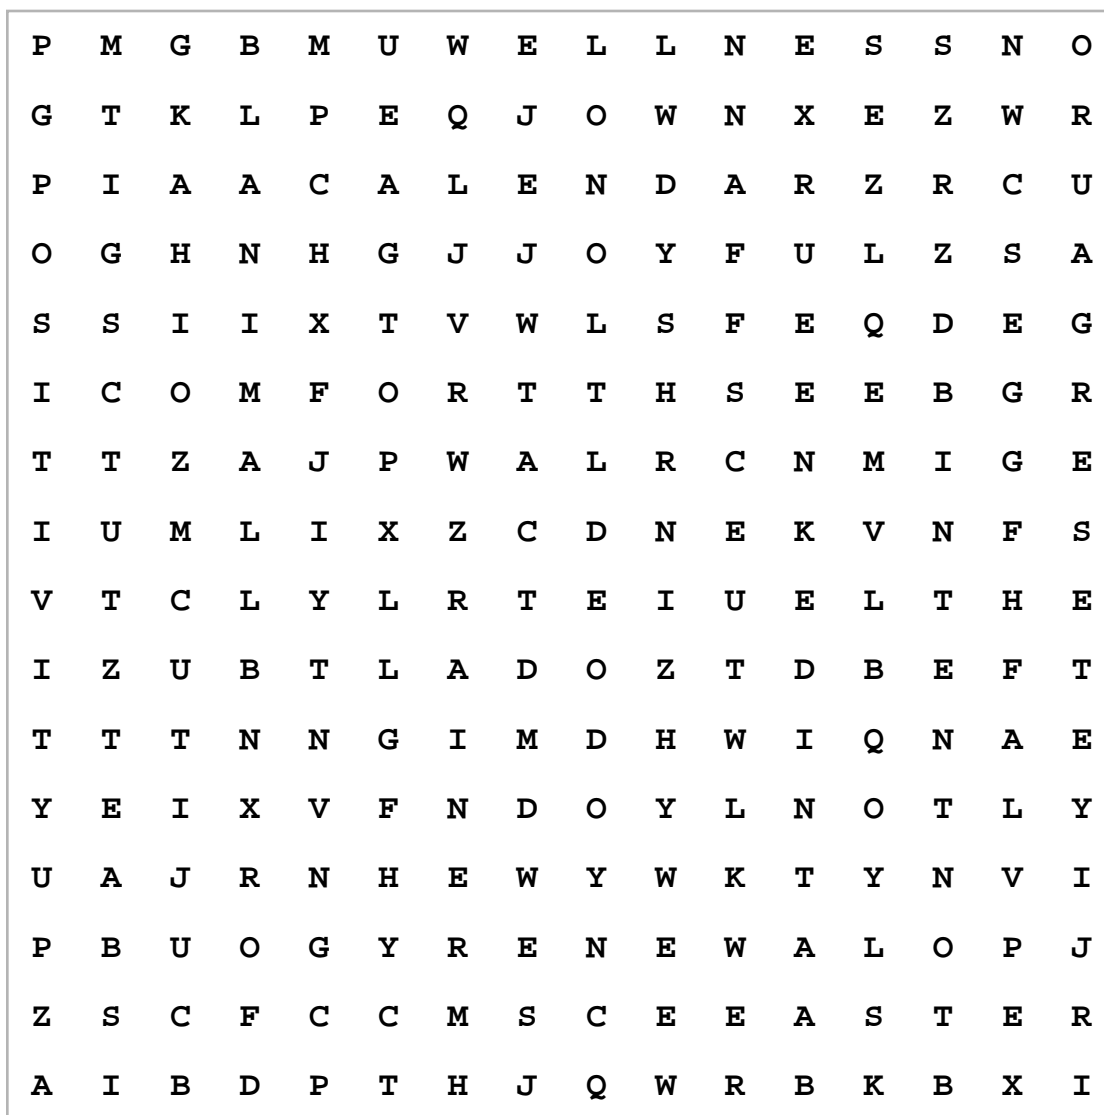 P M G B M U W E L L N E S S N O
G T K L P E Q J O W N X E Z W R
P I A A C A L E N D A R Z R C U
O G H N H G J J O Y F U L Z S A
S S I I X T V W L S F E Q D E G
I C O M F O R T T H S E E B G R
T T Z A J P W A L R C N M I G E
I U M L I X Z C D N E K V N F S
V T C L Y L R T E I U E L T H E
I Z U B T L A D O Z T D B E F T
T T T N N G I M D H W I Q N A E
Y E I X V F N D O Y L N O T L Y
U A J R N H E W Y W K T Y N V I
P B U O G Y R E N E W A L O P J
Z S C F C C M S C E E A S T E R
A I B D P T H J Q W R B K B X I